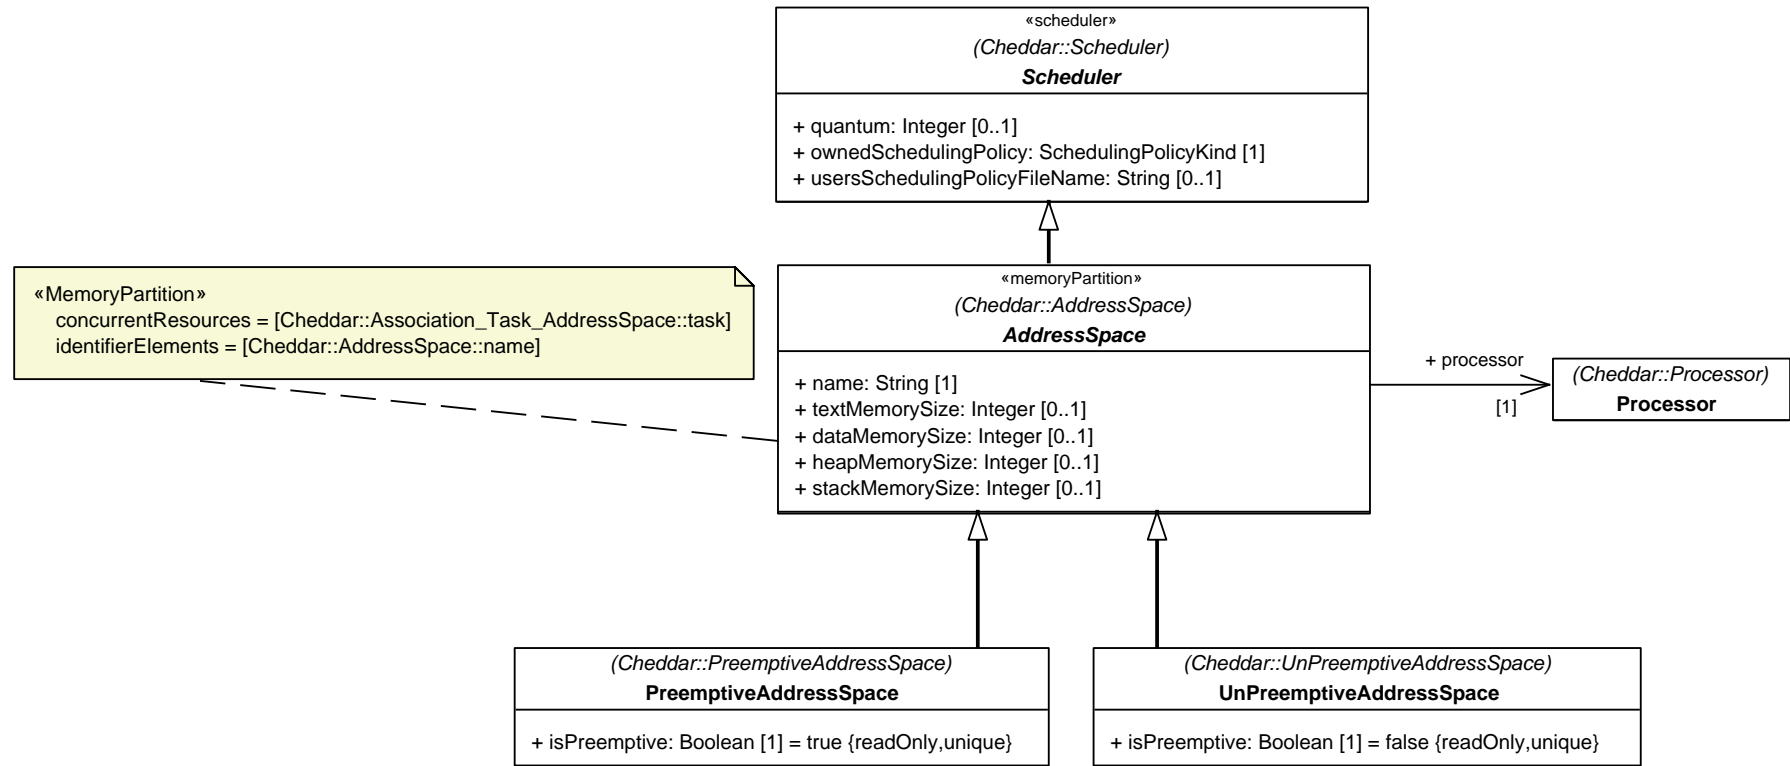 «scheduler»
(Cheddar::Scheduler)
Scheduler
+ quantum: Integer [0..1]
+ ownedSchedulingPolicy: SchedulingPolicyKind [1]
+ usersSchedulingPolicyFileName: String [0..1]
«MemoryPartition»
concurrentResources = [Cheddar::Association_Task_AddressSpace::task]
identifierElements = [Cheddar::AddressSpace::name]
«memoryPartition»
(Cheddar::AddressSpace)
AddressSpace
+ name: String [1]
+ textMemorySize: Integer [0..1]
+ dataMemorySize: Integer [0..1]
+ heapMemorySize: Integer [0..1]
+ stackMemorySize: Integer [0..1]
+ processor
[1]
(Cheddar::Processor)
Processor
(Cheddar::PreemptiveAddressSpace)
PreemptiveAddressSpace
+ isPreemptive: Boolean [1] = true {readOnly,unique}
(Cheddar::UnPreemptiveAddressSpace)
UnPreemptiveAddressSpace
+ isPreemptive: Boolean [1] = false {readOnly,unique}